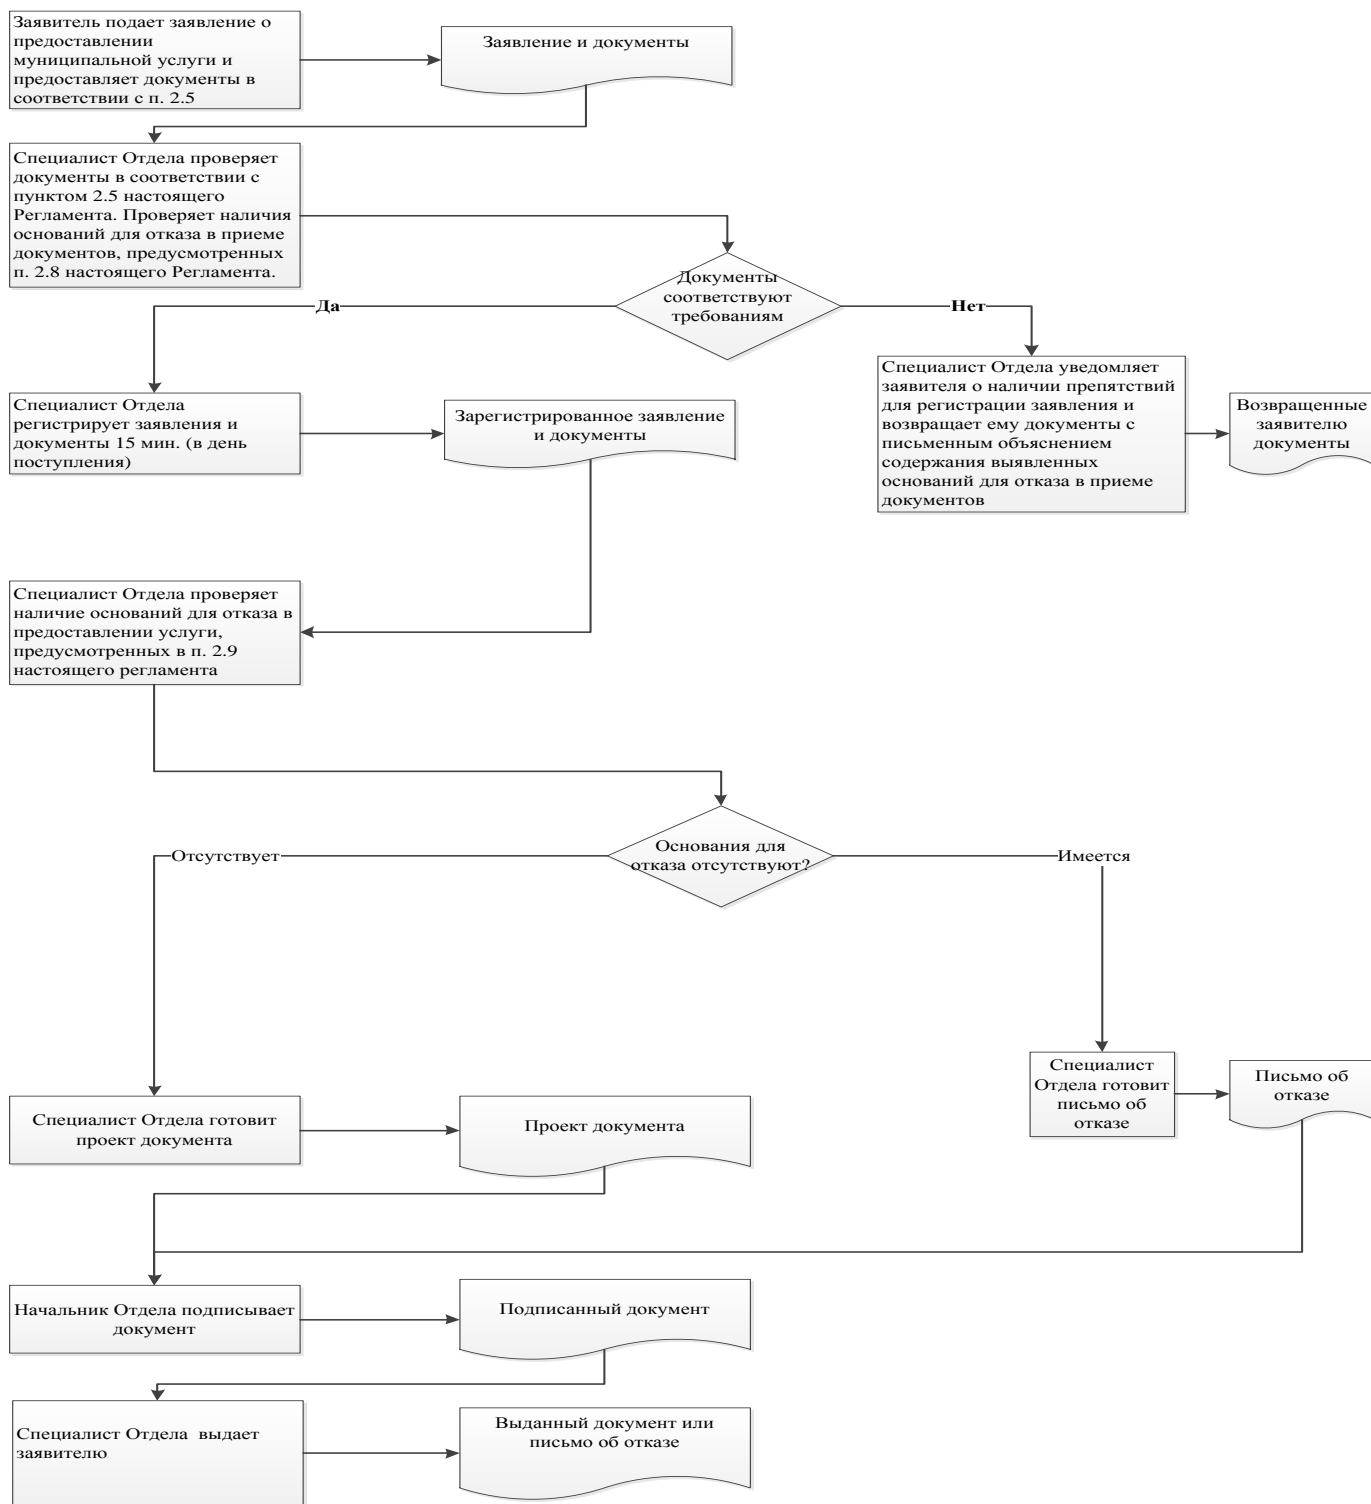 Заявитель подает заявление о
предоставлении
муниципальной услуги и
предоставляет документы в
соответствии с п. 2.5
Заявление и документы
Специалист Отдела проверяет
документы в соответствии с
пунктом 2.5 настоящего
Регламента. Проверяет наличия
оснований для отказа в приеме
документов, предусмотренных
п. 2.8 настоящего Регламента.
Документы
соответствуют
требованиям
Да
Нет
Специалист Отдела
регистрирует заявления и
документы 15 мин. (в день
поступления)
Зарегистрированное заявление
и документы
Специалист Отдела уведомляет
заявителя о наличии препятствий
для регистрации заявления и
возвращает ему документы с
письменным объяснением
содержания выявленных
оснований для отказа в приеме
документов
Возвращенные
заявителю
документы
Специалист Отдела проверяет
наличие оснований для отказа в
предоставлении услуги,
предусмотренных в п. 2.9
настоящего регламента
Основания для
отказа отсутствуют?
Отсутствует
Имеется
Специалист
Отдела готовит
письмо об
отказе
Письмо об
отказе
Специалист Отдела готовит
проект документа
Проект документа
Начальник Отдела подписывает
документ
Подписанный документ
Специалист Отдела  выдает
заявителю
Выданный документ или
письмо об отказе